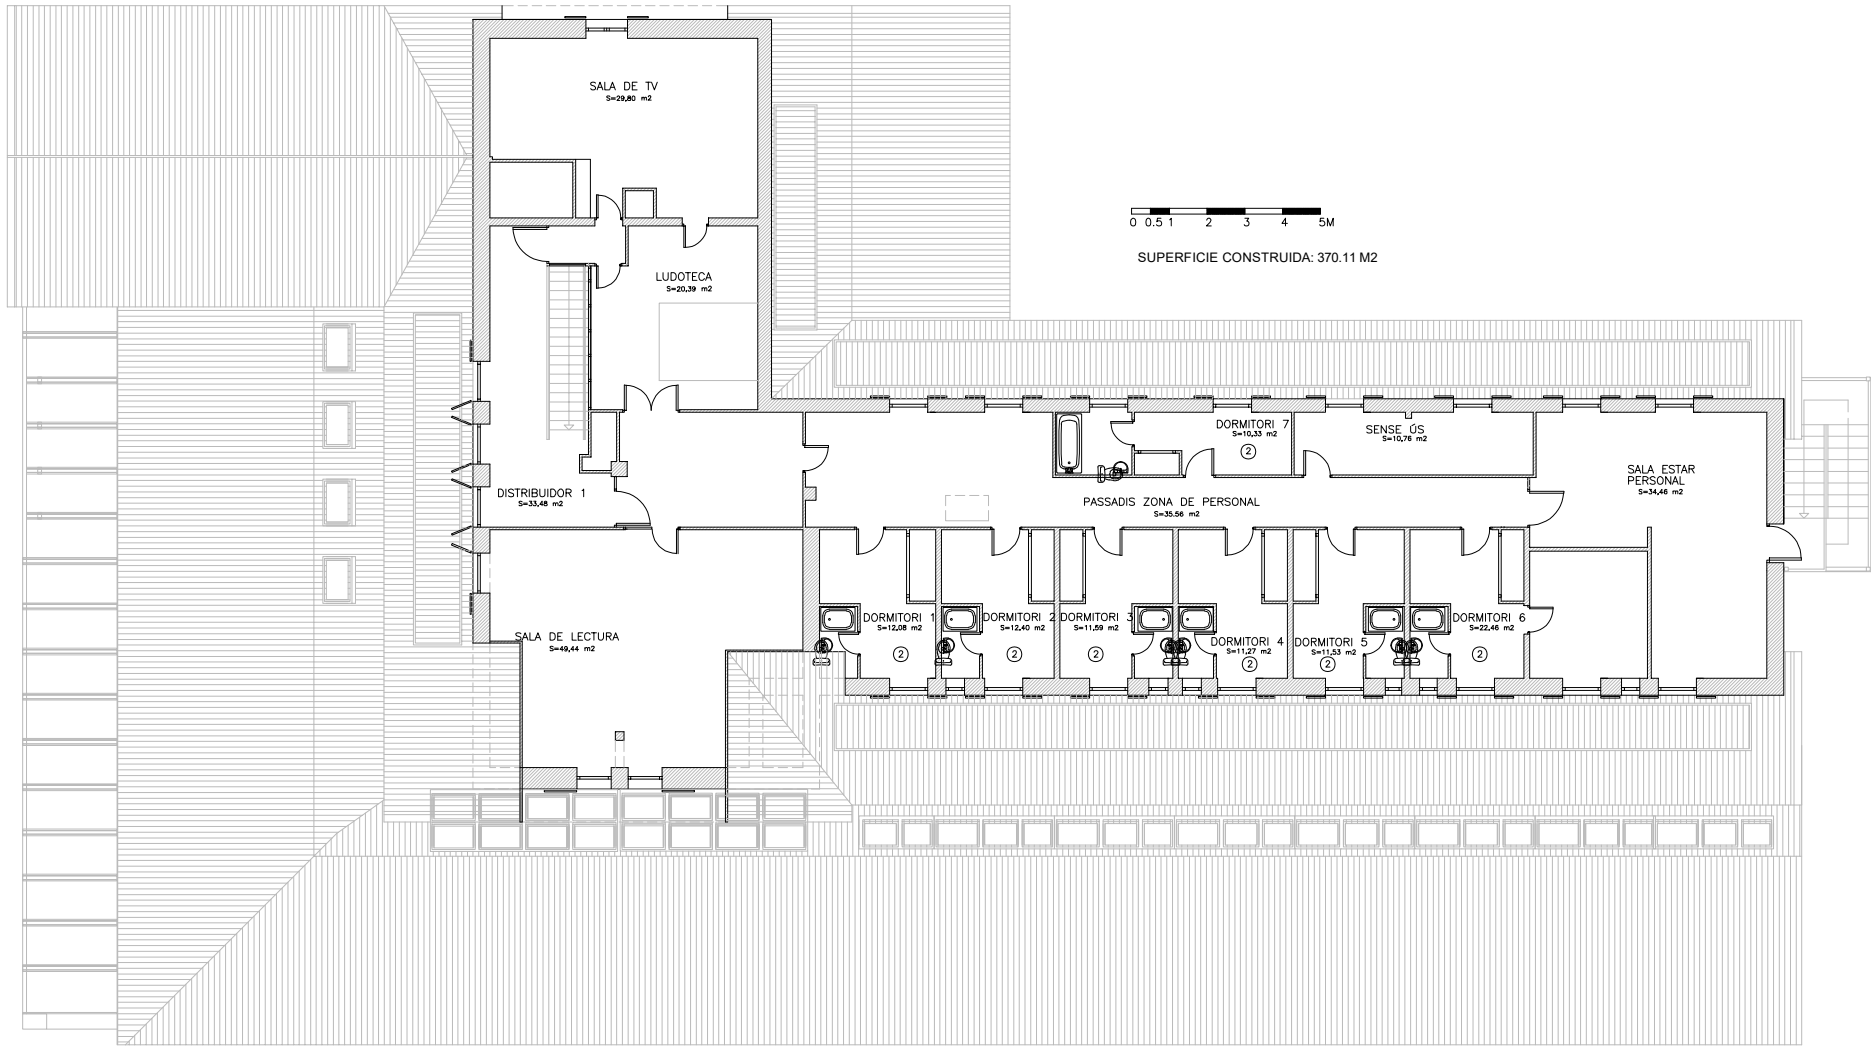 SALA DE TV
S=29,80 m2
0 0.5 1 2 3 4 5M
SUPERFICIE CONSTRUIDA: 370.11 M2
LUDOTECA
S=20,39 m2
DORMITORI 7
S=10,33 m2
2
SENSE ÚS
S=10,76 m2
SALA ESTAR
PERSONAL
S=34,46 m2
DISTRIBUIDOR 1
S=33,48 m2
PASSADIS ZONA DE PERSONAL
S=35.56 m2
SALA DE LECTURA
S=49,44 m2
DORMITORI 1
S=12,08 m2
2
DORMITORI 2
S=12,40 m2
2
DORMITORI 3
S=11,59 m2
2
DORMITORI 4
S=11,27 m2
2
DORMITORI 5
S=11,53 m2
2
DORMITORI 6
S=22,46 m2
2